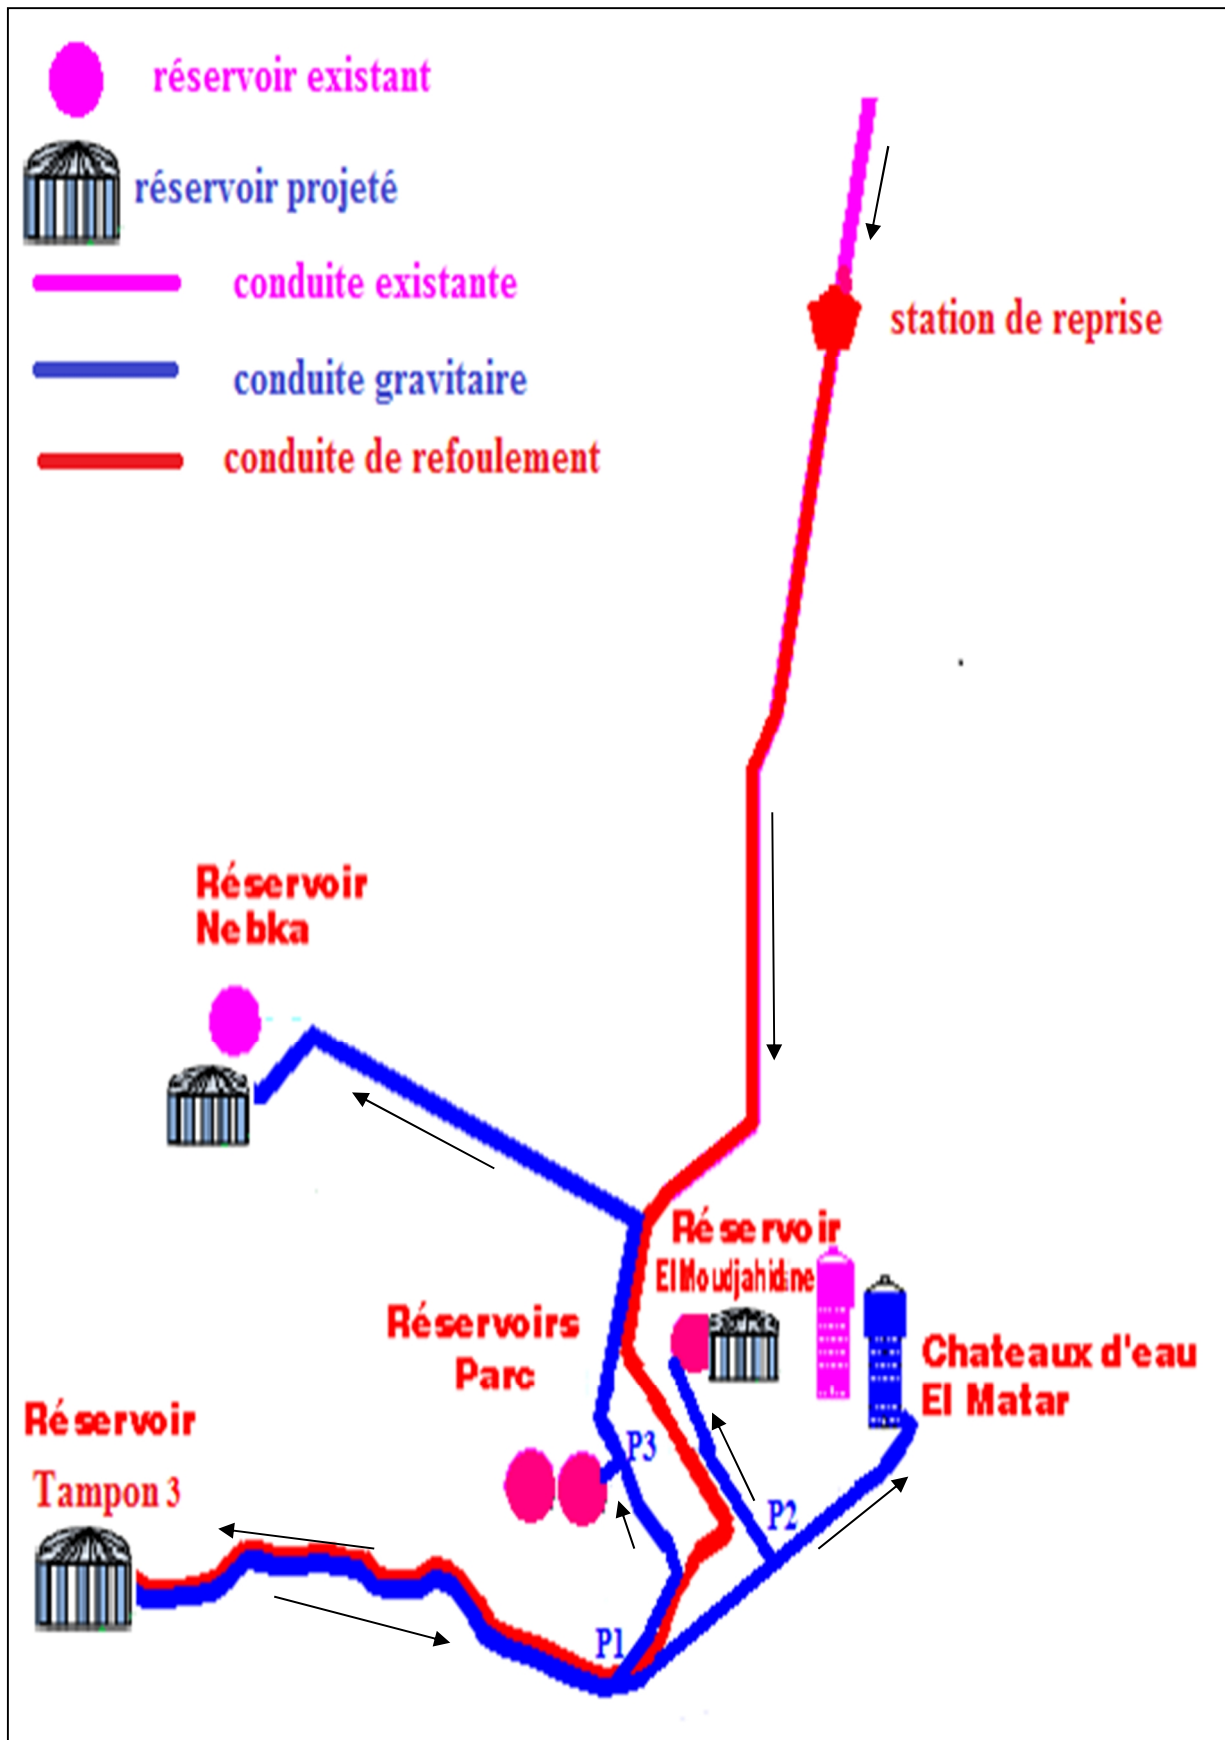 réservoir existant
réservoir projeté
conduite existante
station de reprise
conduite gravitaire
conduite de refoulement
Réservoir
Nebka
Réservoir
El Moudjahidine
Réservoirs
Parc
Chateaux d'eau
El Matar
Réservoir
Tampon 3
P3
P2
P1